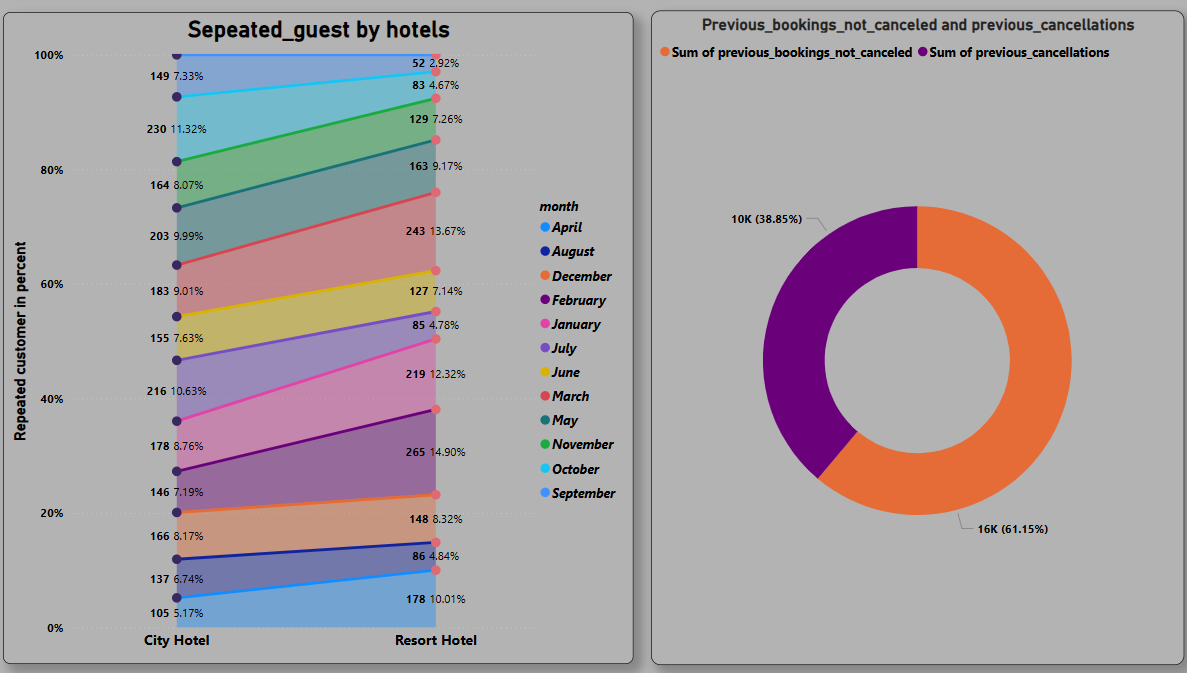 Sepeated_guest by hotels
100%
80%
60%
40%
20%
0%
Repeated customer in percent
149 7.33%
230 11.32%
164 8.07%
203 9.99%
183 9.01%
155 7.63%
216 10.63%
178 8.76%
146 7.19%
166 8.17%
137 6.74%
105 5.17%
52 2.92%
83 4.67%
129 7.26%
163 9.17%
243 13.67%
127 7.14%
85 4.78%
219 12.32%
265 14.90%
148 8.32%
86 4.84%
178 10.01%
City Hotel
Resort Hotel
month
April
August
December
February
January
July
June
March
May
November
October
September
Previous_bookings_not_canceled and previous_cancellations
Sum of previous_bookings_not_canceled
Sum of previous_cancellations
10K (38.85%)
16K (61.15%)